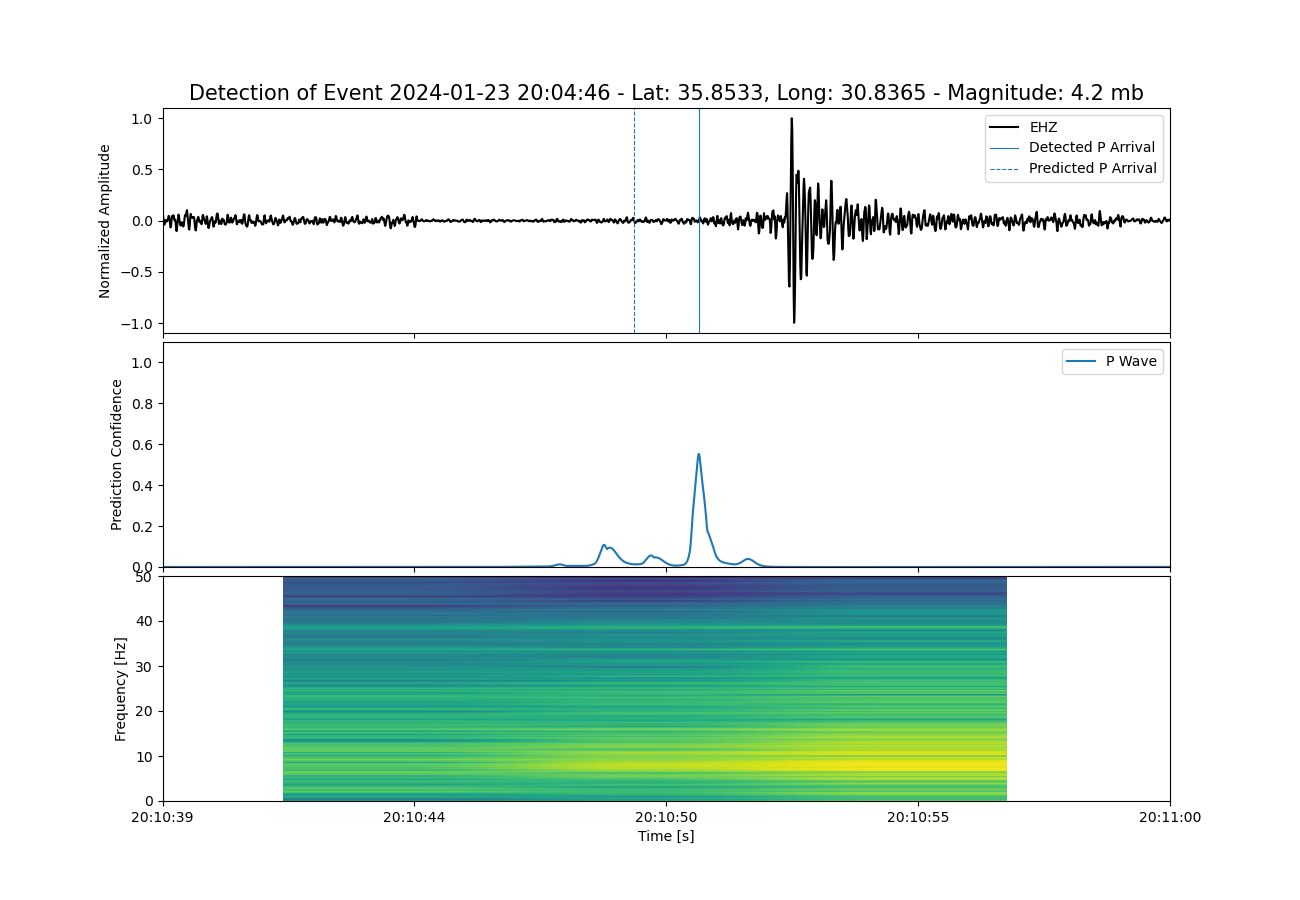 Detection of Event 2024-01-23 20:04:46 - Lat: 35.8533, Long: 30.8365 - Magnitude: 4.2 mb
Normalized Amplitude
1.0
0.5
0.0
−0.5
−1.0
EHZ
Detected P Arrival
Predicted P Arrival
Prediction Confidence
1.0
0.8
0.6
0.4
0.2
0.0
P Wave
Frequency [Hz]
50
40
30
20
10
0
20:10:39
20:10:44
20:10:50
20:10:55
20:11:00
Time [s]